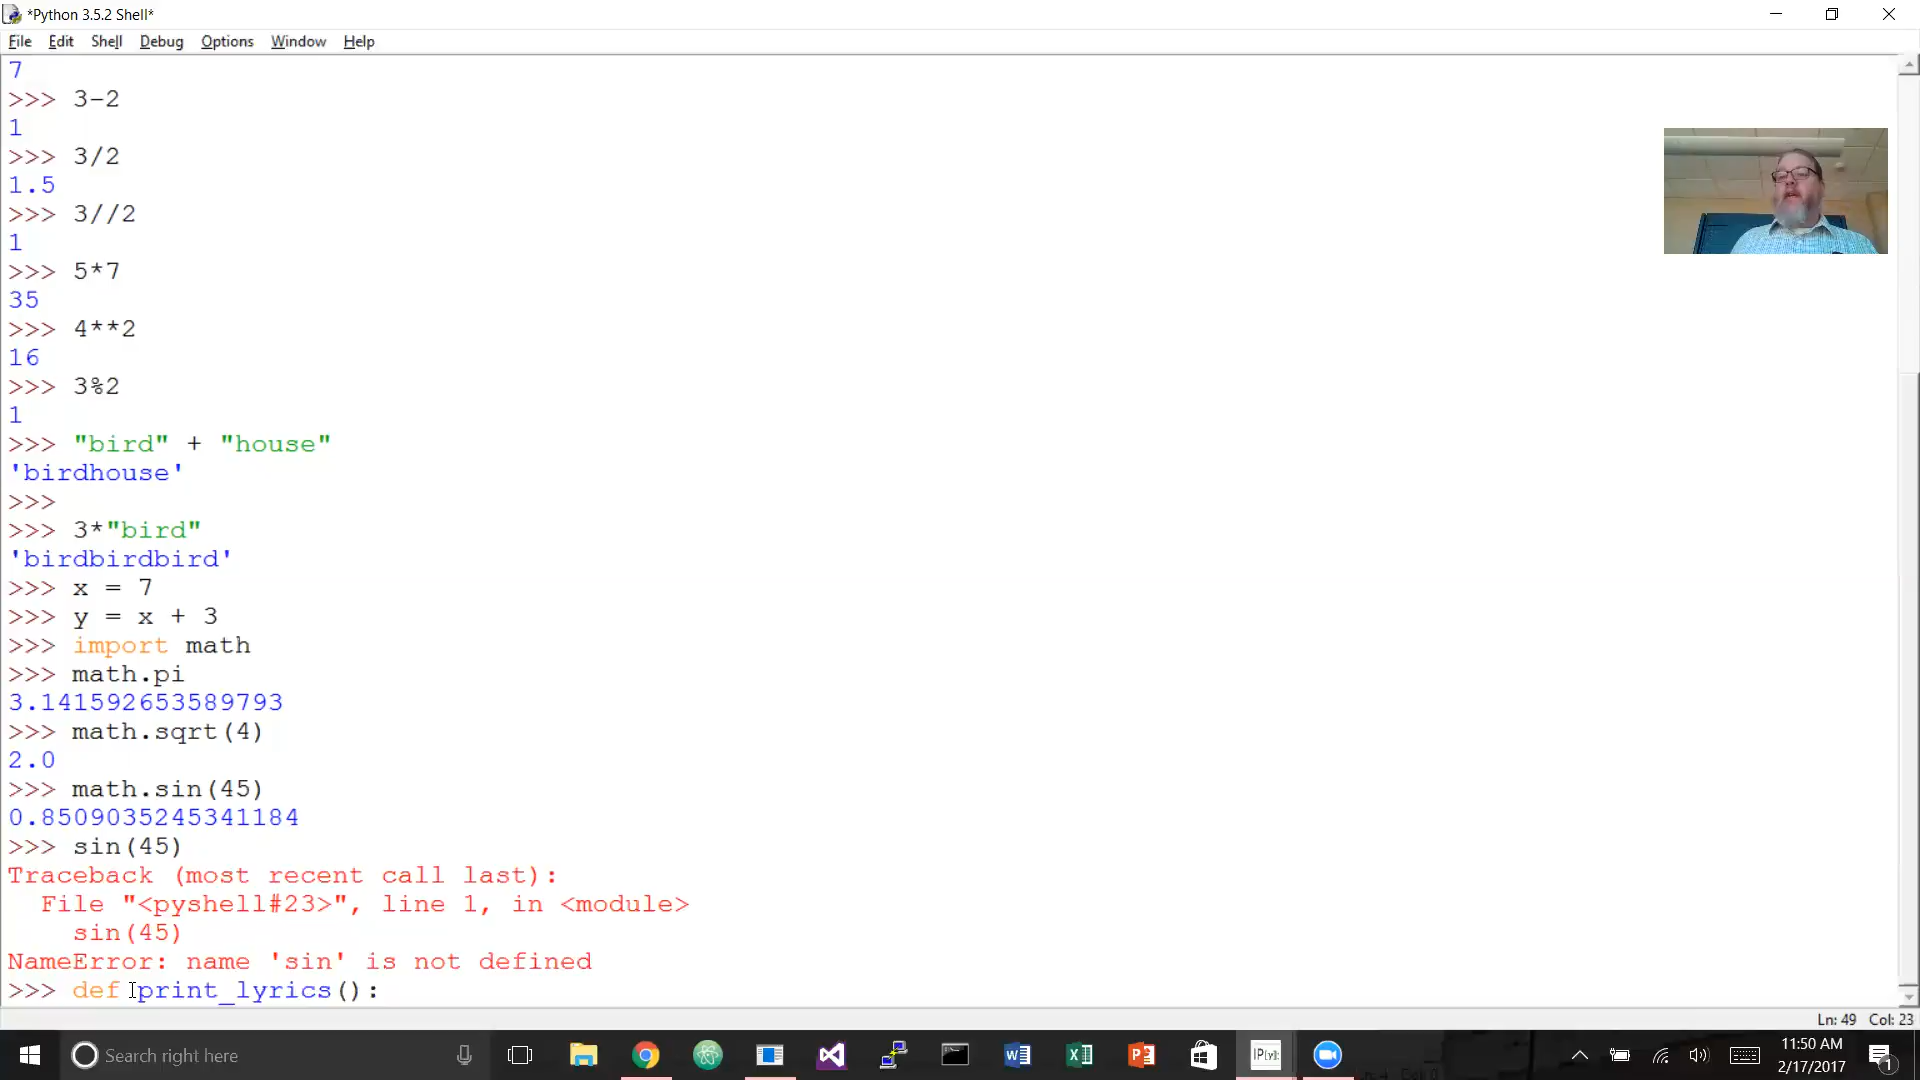 *Python 3.5.2 Shell*
File Edit Shell Debug Options Window Help
7
>>> 3-2
1
>>> 3/2
1.5
>>> 3//2
1
>>> 5*7
35
>>> 4**2
16
>>> 3%2
1
>>> "bird" + "house"
'birdhouse'
>>>
>>> 3*"bird"
'birdbirdbird'
>>> x = 7
>>> y = x + 3
>>> import math
>>> math.pi
3.141592653589793
>>> math.sqrt(4)
2.0
>>> math.sin(45)
0.8509035245341184
>>> sin(45)
Traceback (most recent call last):
  File "<pyshell#23>", line 1, in <module>
    sin(45)
NameError: name 'sin' is not defined
>>> def print_lyrics():
Ln: 49 Col: 23
Search right here
IP[y]:
11:50 AM
2/17/2017
1